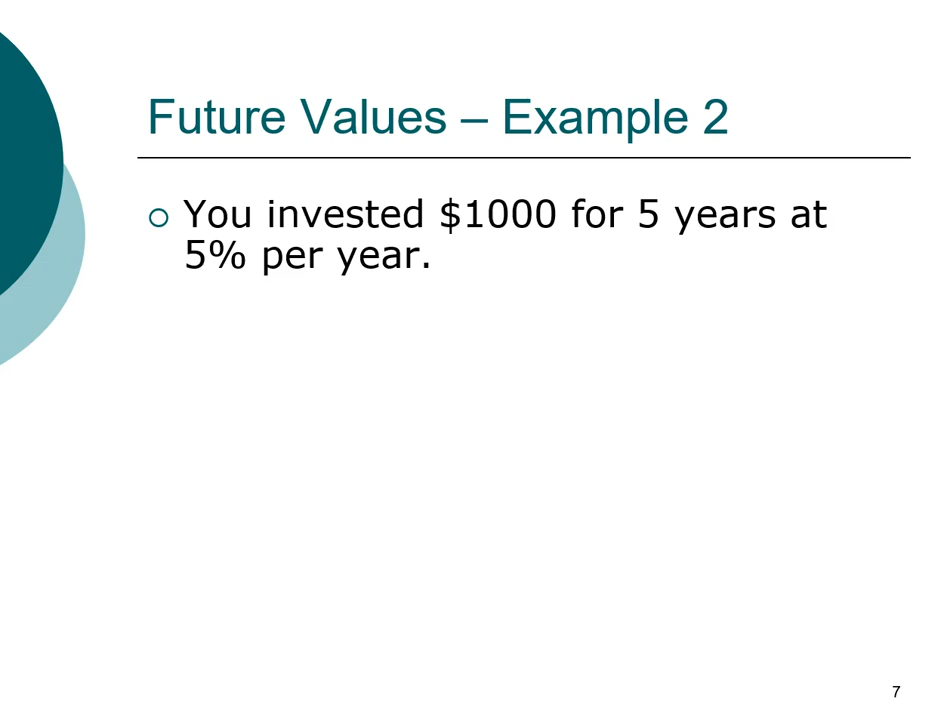 Future Values – Example 2
You invested $1000 for 5 years at
5% per year.
7